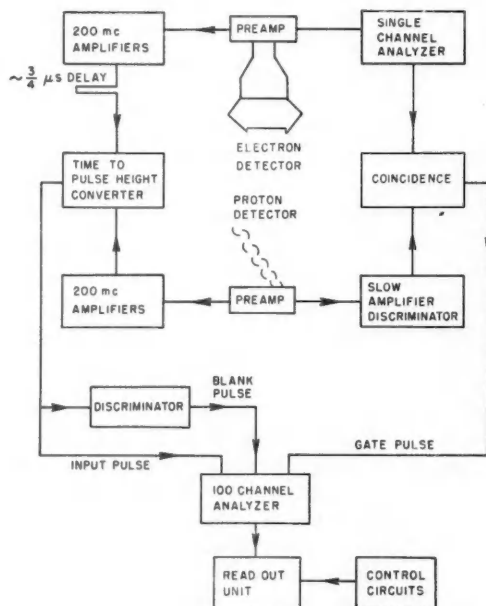 200 mc
AMPLIFIERS
PREAMP
SINGLE
CHANNEL
ANALYZER
~ 3/4 μs DELAY
ELECTRON
DETECTOR
TIME TO
PULSE HEIGHT
CONVERTER
COINCIDENCE
PROTON
DETECTOR
200 mc
AMPLIFIERS
PREAMP
SLOW
AMPLIFIER
DISCRIMINATOR
DISCRIMINATOR
BLANK
PULSE
INPUT PULSE
GATE PULSE
100 CHANNEL
ANALYZER
READ OUT
UNIT
CONTROL
CIRCUITS